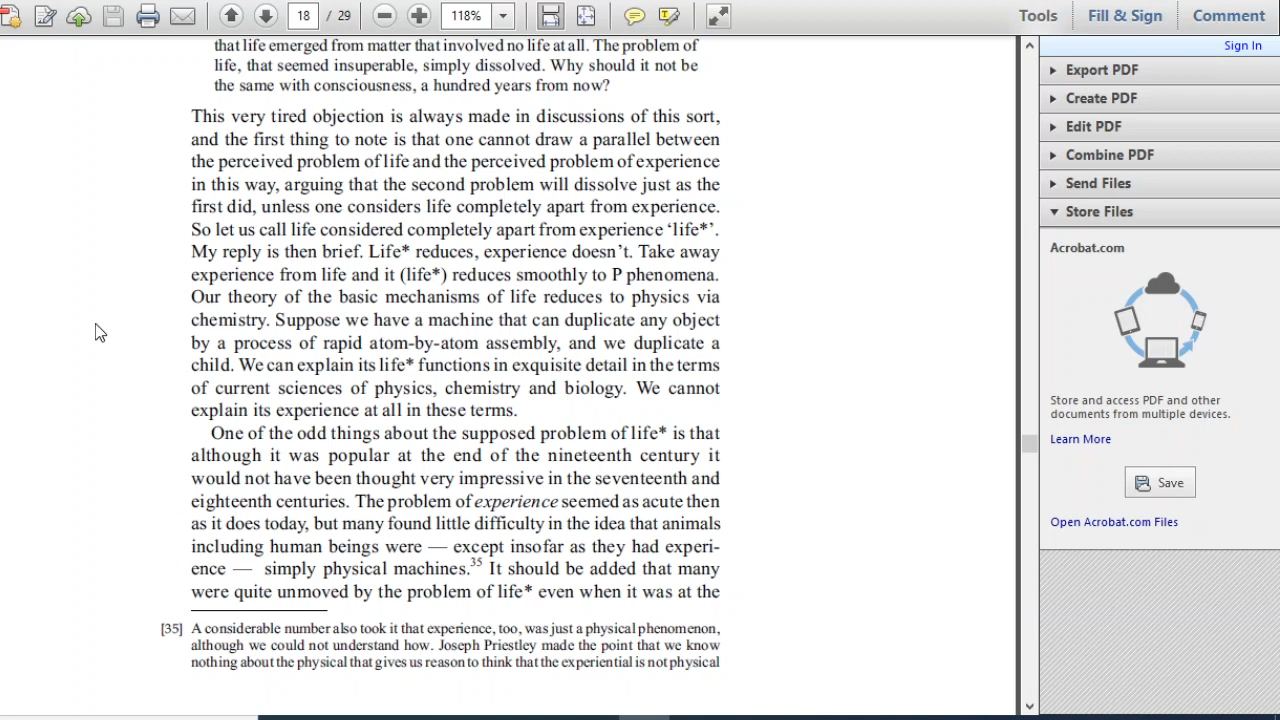 18 / 29
118%
Tools
Fill & Sign
Comment
that life emerged from matter that involved no life at all. The problem of
life, that seemed insuperable, simply dissolved. Why should it not be
the same with consciousness, a hundred years from now?
This very tired objection is always made in discussions of this sort,
and the first thing to note is that one cannot draw a parallel between
the perceived problem of life and the perceived problem of experience
in this way, arguing that the second problem will dissolve just as the
first did, unless one considers life completely apart from experience.
So let us call life considered completely apart from experience ‘life*’.
My reply is then brief. Life* reduces, experience doesn’t. Take away
experience from life and it (life*) reduces smoothly to P phenomena.
Our theory of the basic mechanisms of life reduces to physics via
chemistry. Suppose we have a machine that can duplicate any object
by a process of rapid atom-by-atom assembly, and we duplicate a
child. We can explain its life* functions in exquisite detail in the terms
of current sciences of physics, chemistry and biology. We cannot
explain its experience at all in these terms.
One of the odd things about the supposed problem of life* is that
although it was popular at the end of the nineteenth century it
would not have been thought very impressive in the seventeenth and
eighteenth centuries. The problem of experience seemed as acute then
as it does today, but many found little difficulty in the idea that animals
including human beings were — except insofar as they had experi-
ence — simply physical machines.35 It should be added that many
were quite unmoved by the problem of life* even when it was at the
[35] A considerable number also took it that experience, too, was just a physical phenomenon,
although we could not understand how. Joseph Priestley made the point that we know
nothing about the physical that gives us reason to think that the experiential is not physical
Sign In
Export PDF
Create PDF
Edit PDF
Combine PDF
Send Files
Store Files
Acrobat.com
Store and access PDF and other
documents from multiple devices.
Learn More
Save
Open Acrobat.com Files